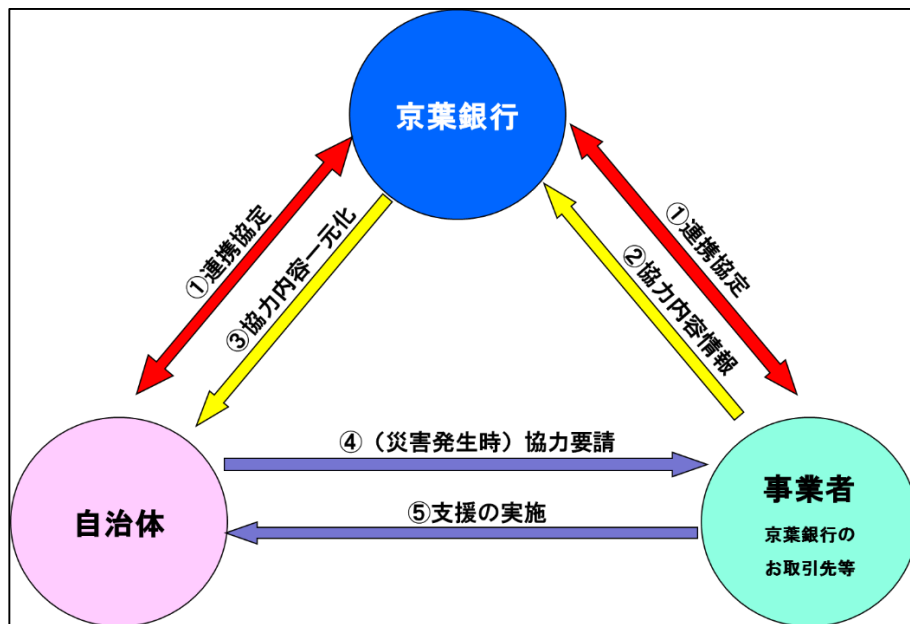 京葉銀行
①連携協定
③協力内容一元化
①連携協定
②協力内容情報
④（災害発生時）協力要請
⑤支援の実施
自治体
事業者
京葉銀行の
お取引先等